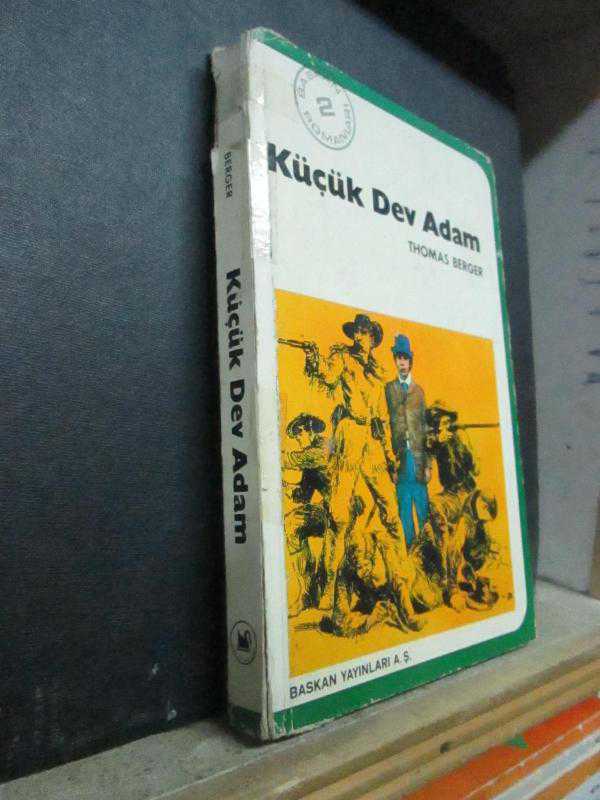 BASKAN
2
ROMANLARI
Küçük Dev Adam
THOMAS BERGER
BASKAN YAYINLARI A.Ş.
BERGER
Küçük Dev Adam